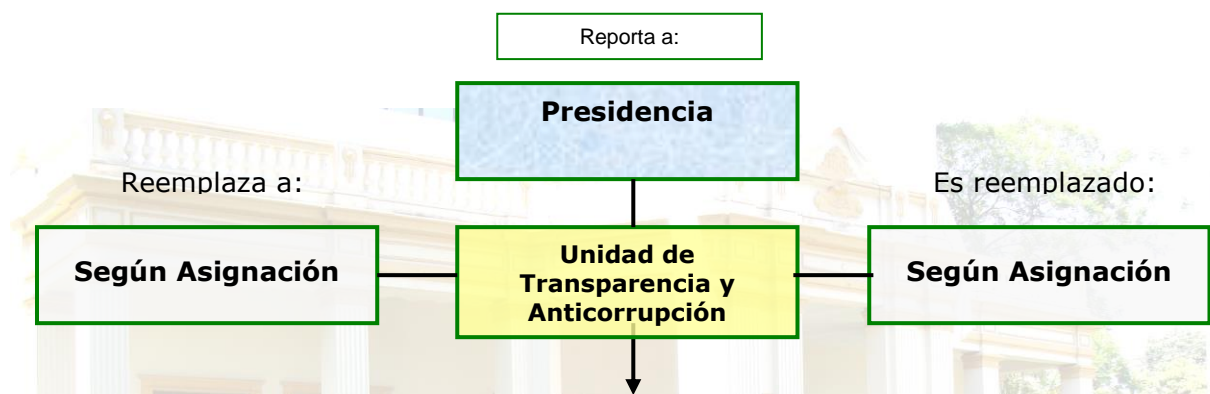 Reporta a:
Presidencia
Reemplaza a:
Es reemplazado:
Según Asignación
Unidad de
Transparencia y
Anticorrupción
Según Asignación